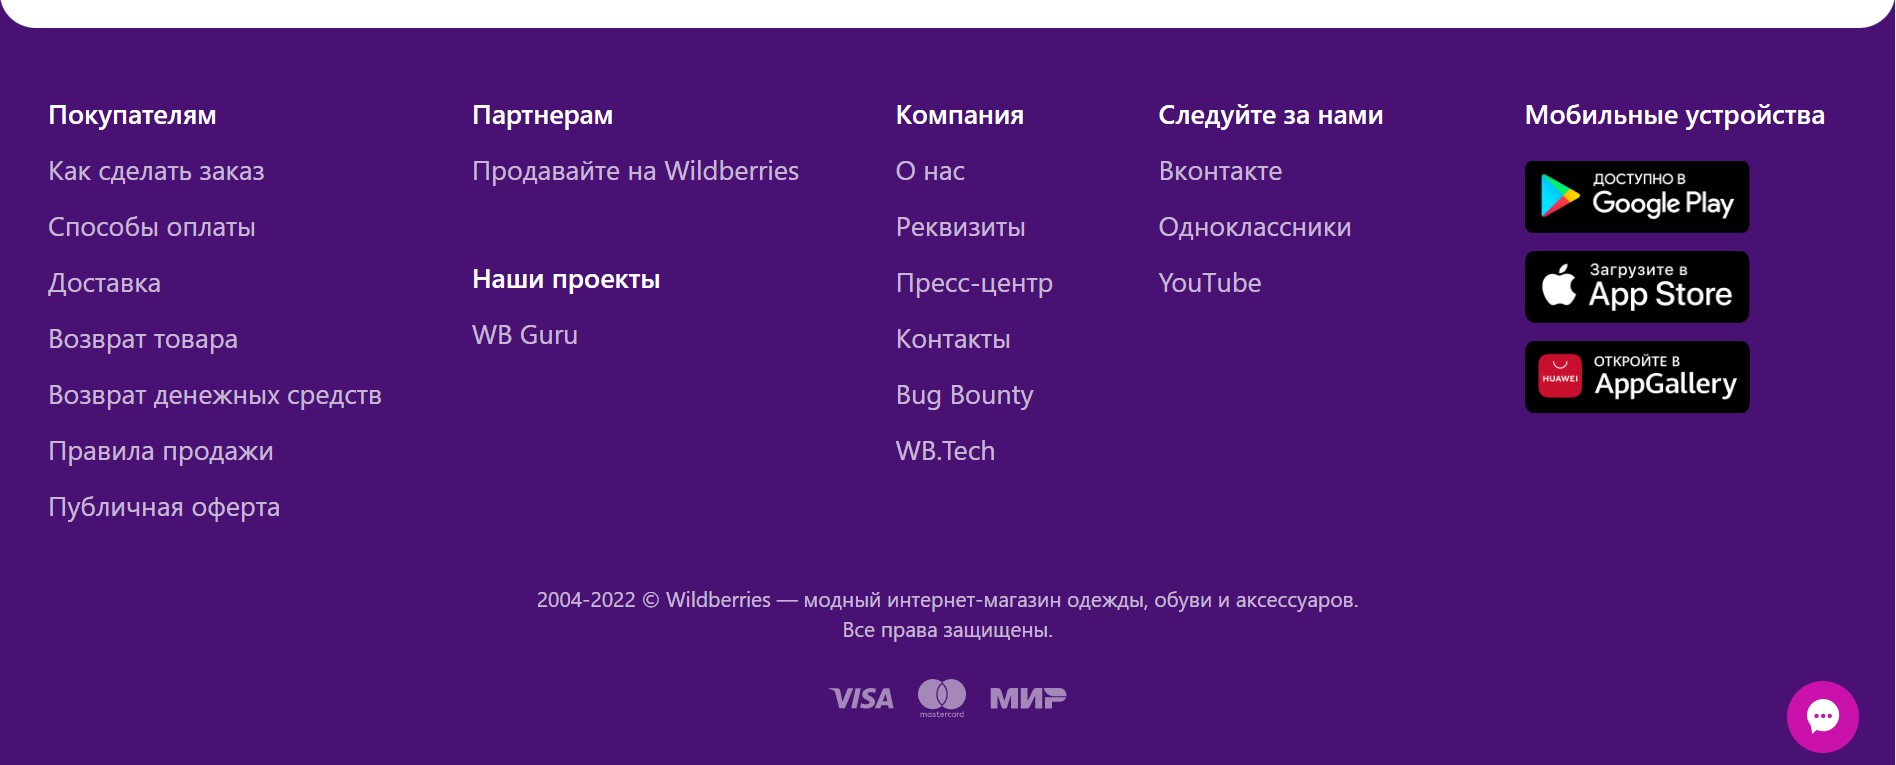 Покупателям
Как сделать заказ
Способы оплаты
Доставка
Возврат товара
Возврат денежных средств
Правила продажи
Публичная оферта
Партнерам
Продавайте на Wildberries
Наши проекты
WB Guru
Компания
О нас
Реквизиты
Пресс-центр
Контакты
Bug Bounty
WB.Tech
Следуйте за нами
Вконтакте
Одноклассники
YouTube
Мобильные устройства
ДОСТУПНО В
Google Play
Загрузите в
App Store
HUAWEI
ОТКРОЙТЕ В
AppGallery
2004-2022 © Wildberries — модный интернет-магазин одежды, обуви и аксессуаров.
Все права защищены.
VISA mastercard МИР